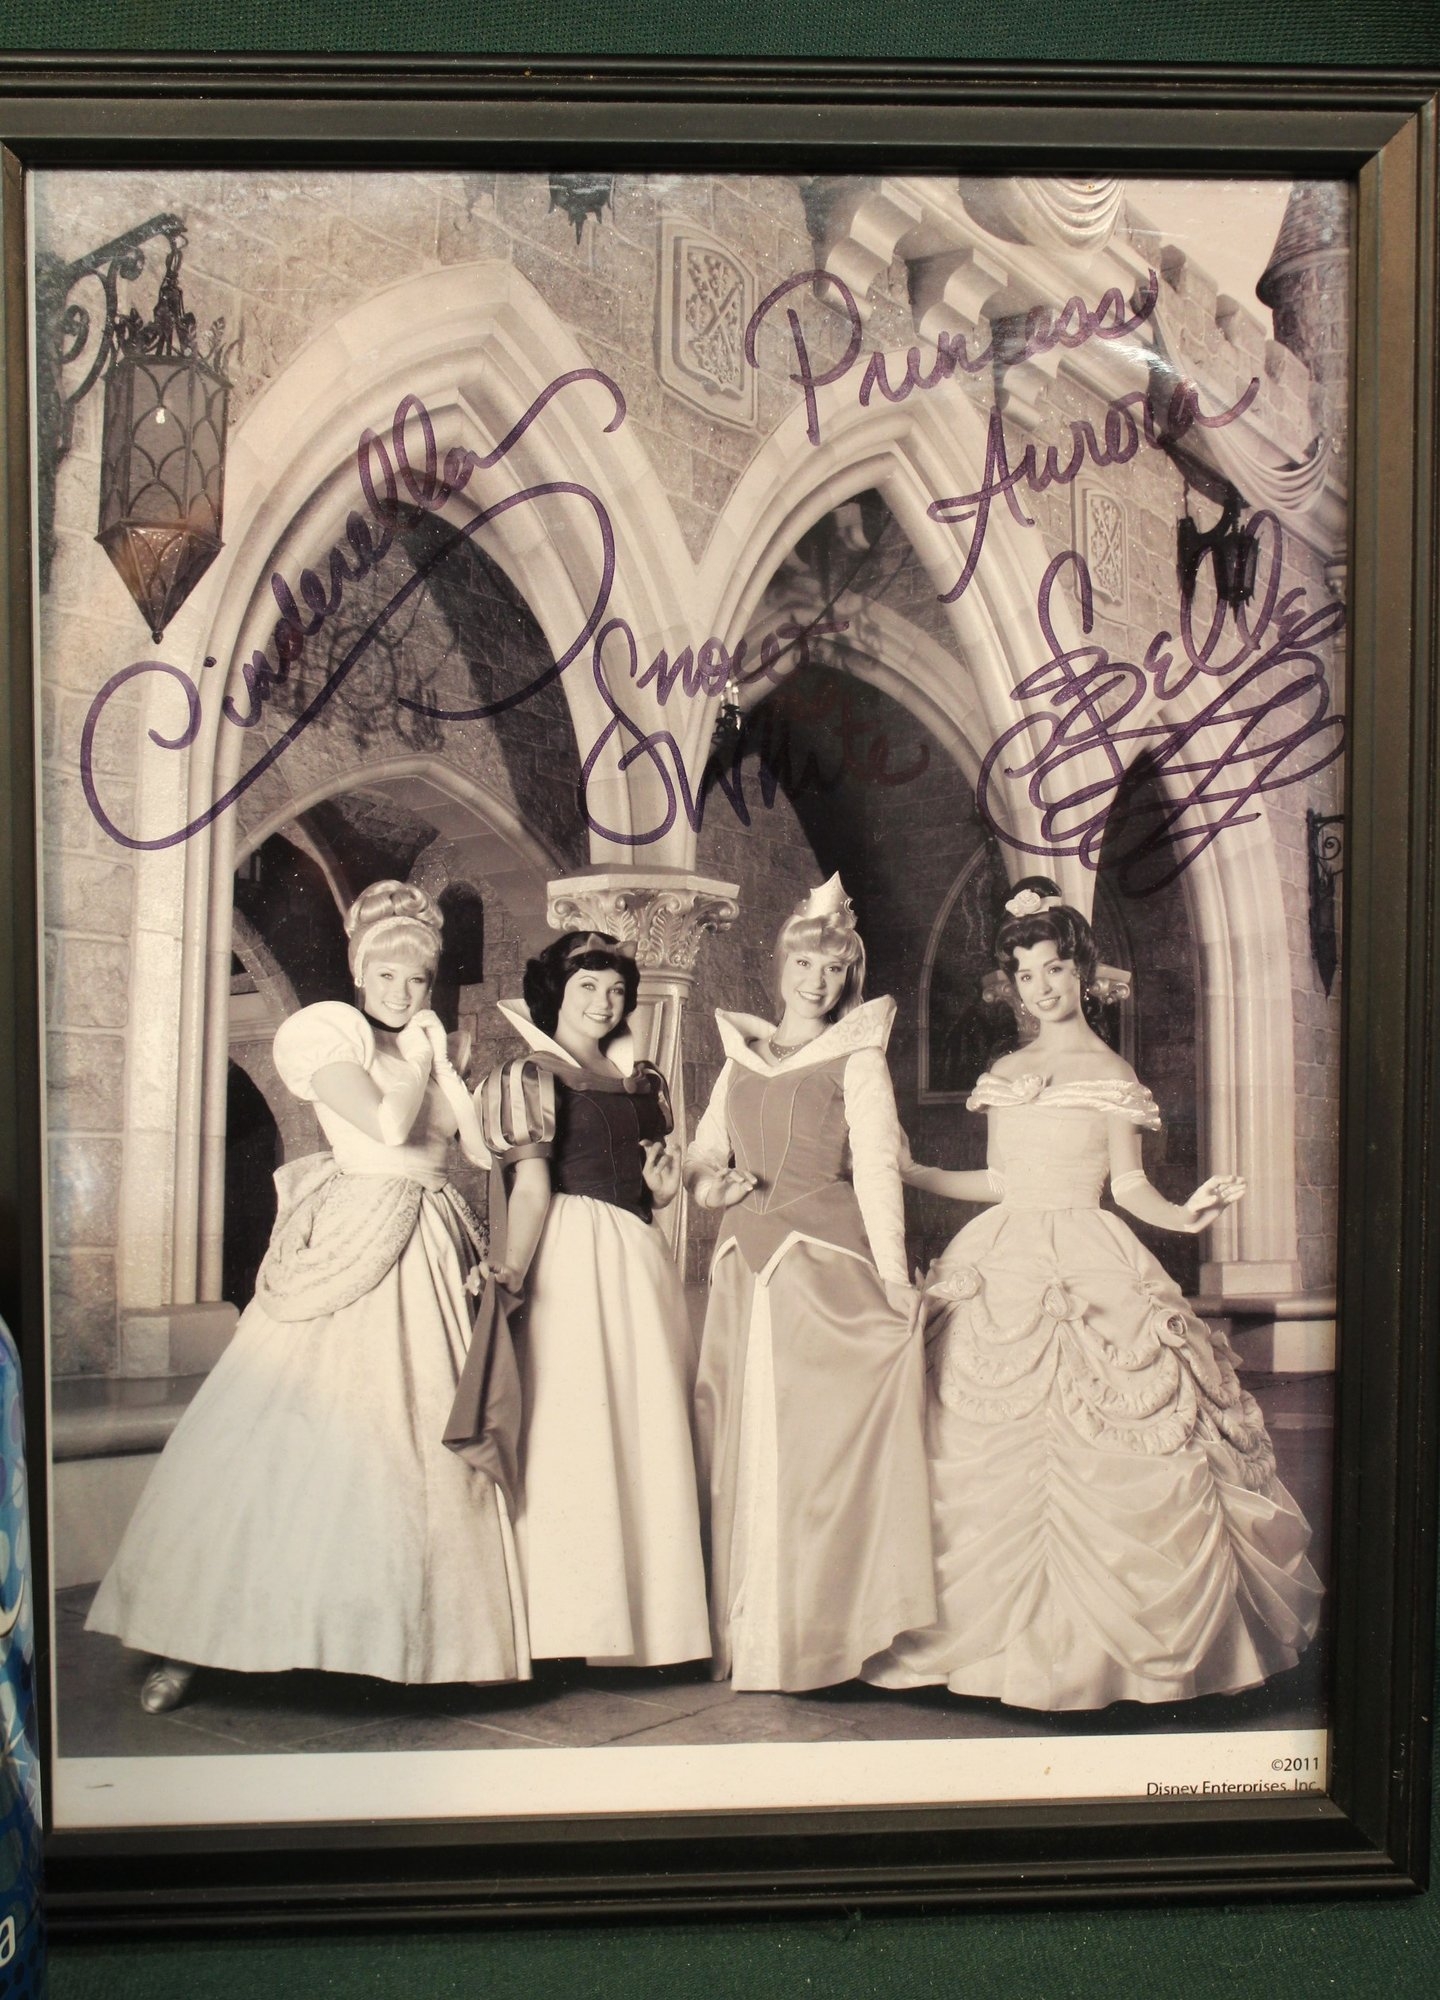 Cinderella
Princess
Aurora
Snow
White
Belle
©2011
Disney Enterprises, Inc.
a